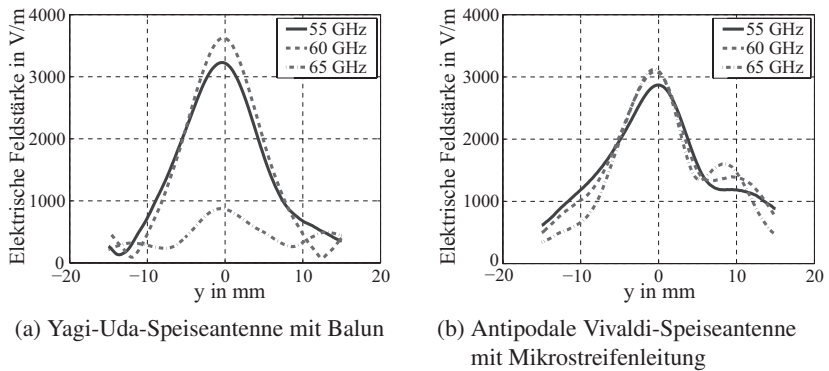 Elektrische Feldstärke in V/m
4000
3000
2000
1000
0
55 GHz
60 GHz
65 GHz
−20
−10
0
10
20
y in mm
(a) Yagi-Uda-Speiseantenne mit Balun
Elektrische Feldstärke in V/m
4000
3000
2000
1000
0
55 GHz
60 GHz
65 GHz
−20
−10
0
10
20
y in mm
(b) Antipodale Vivaldi-Speiseantenne
mit Mikrostreifenleitung